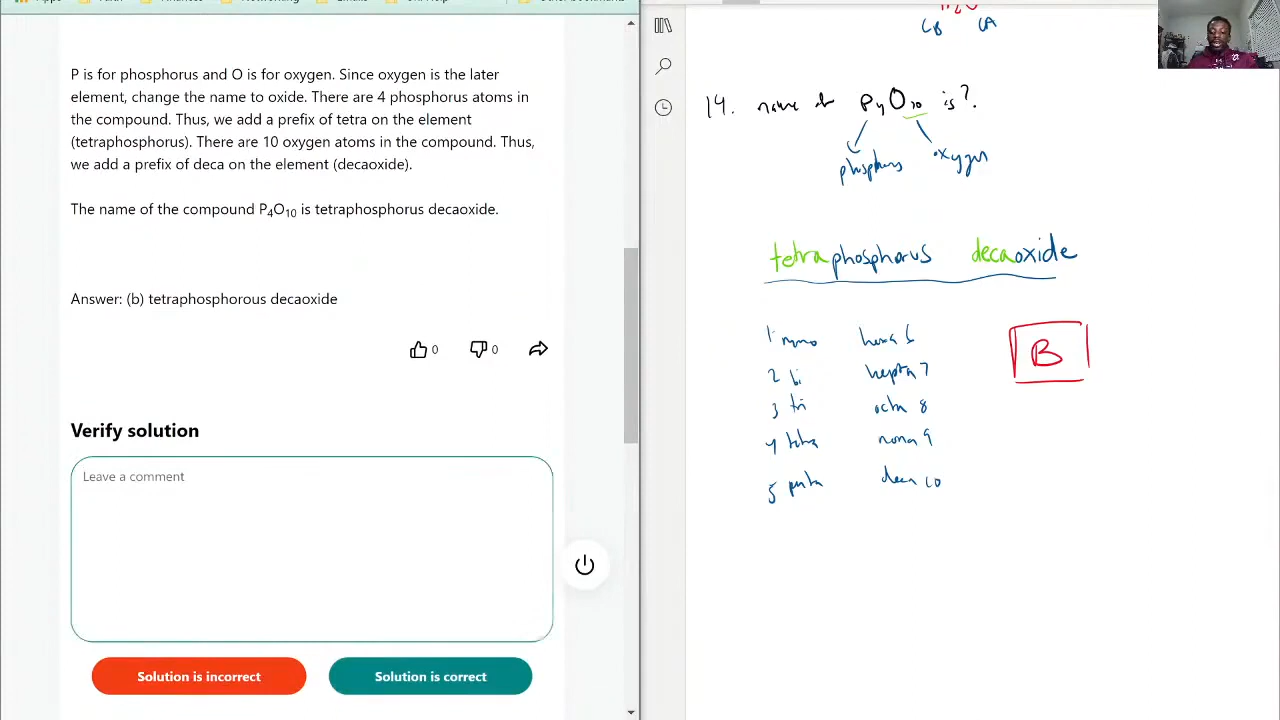 P is for phosphorus and O is for oxygen. Since oxygen is the later
element, change the name to oxide. There are 4 phosphorus atoms in
the compound. Thus, we add a prefix of tetra on the element
(tetraphosphorus). There are 10 oxygen atoms in the compound. Thus,
we add a prefix of deca on the element (decaoxide).
The name of the compound P₄O₁₀ is tetraphosphorus decaoxide.
Answer: (b) tetraphosphorous decaoxide
0 0
Verify solution
Leave a comment
Solution is incorrect Solution is correct
CB CA
14. name of P₄O₁₀ is?
phosphorus oxygen
tetraphosphorus decaoxide
1 mono hexa 6
2 bi hepta 7
3 tri octa 8
4 tetra nona 9
5 penta deca 10
B